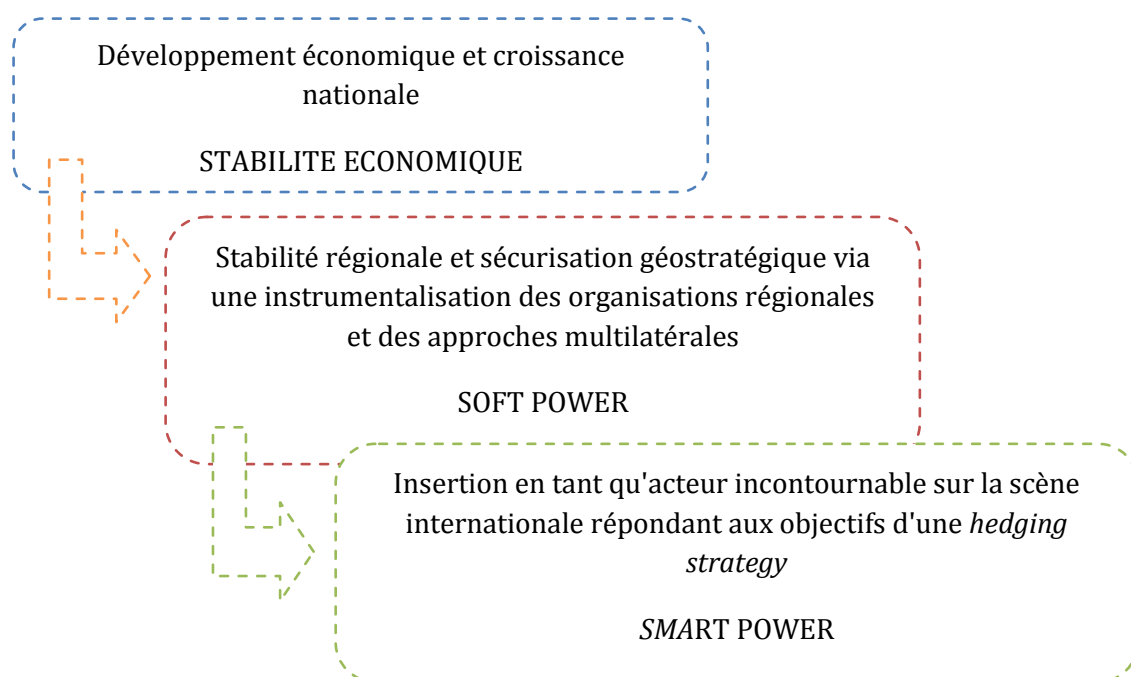 Développement économique et croissance
nationale
STABILITE ECONOMIQUE
Stabilité régionale et sécurisation géostratégique via
une instrumentalisation des organisations régionales
et des approches multilatérales
SOFT POWER
Insertion en tant qu'acteur incontournable sur la scène
internationale répondant aux objectifs d'une hedging
strategy
SMART POWER